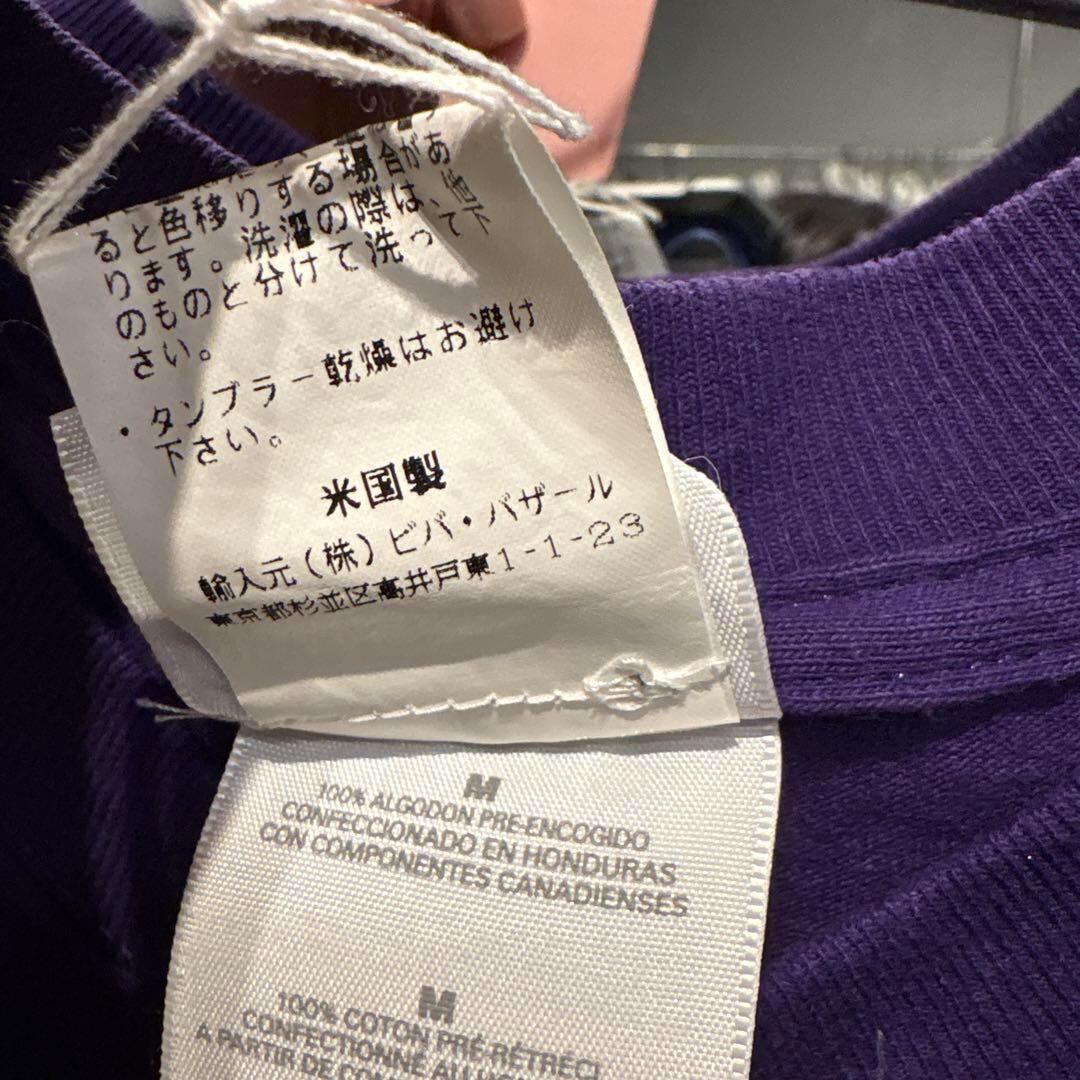 ると色移りする場合があ
ります。洗濯の際は、他
のものと分けて洗って下
さい。
・タンブラー乾燥はお避け
下さい。
米国製
輸入元(株)ビバ・バザール
東京都杉並区高井戸東1-1-23
M
100% ALGODON PRE-ENCOGIDO
CONFECCIONADO EN HONDURAS
CON COMPONENTES CANADIENSES
M
100% COTON PRÉ-RÉTRÉCI
CONFECTIONNÉ AU
A PARTIR DE